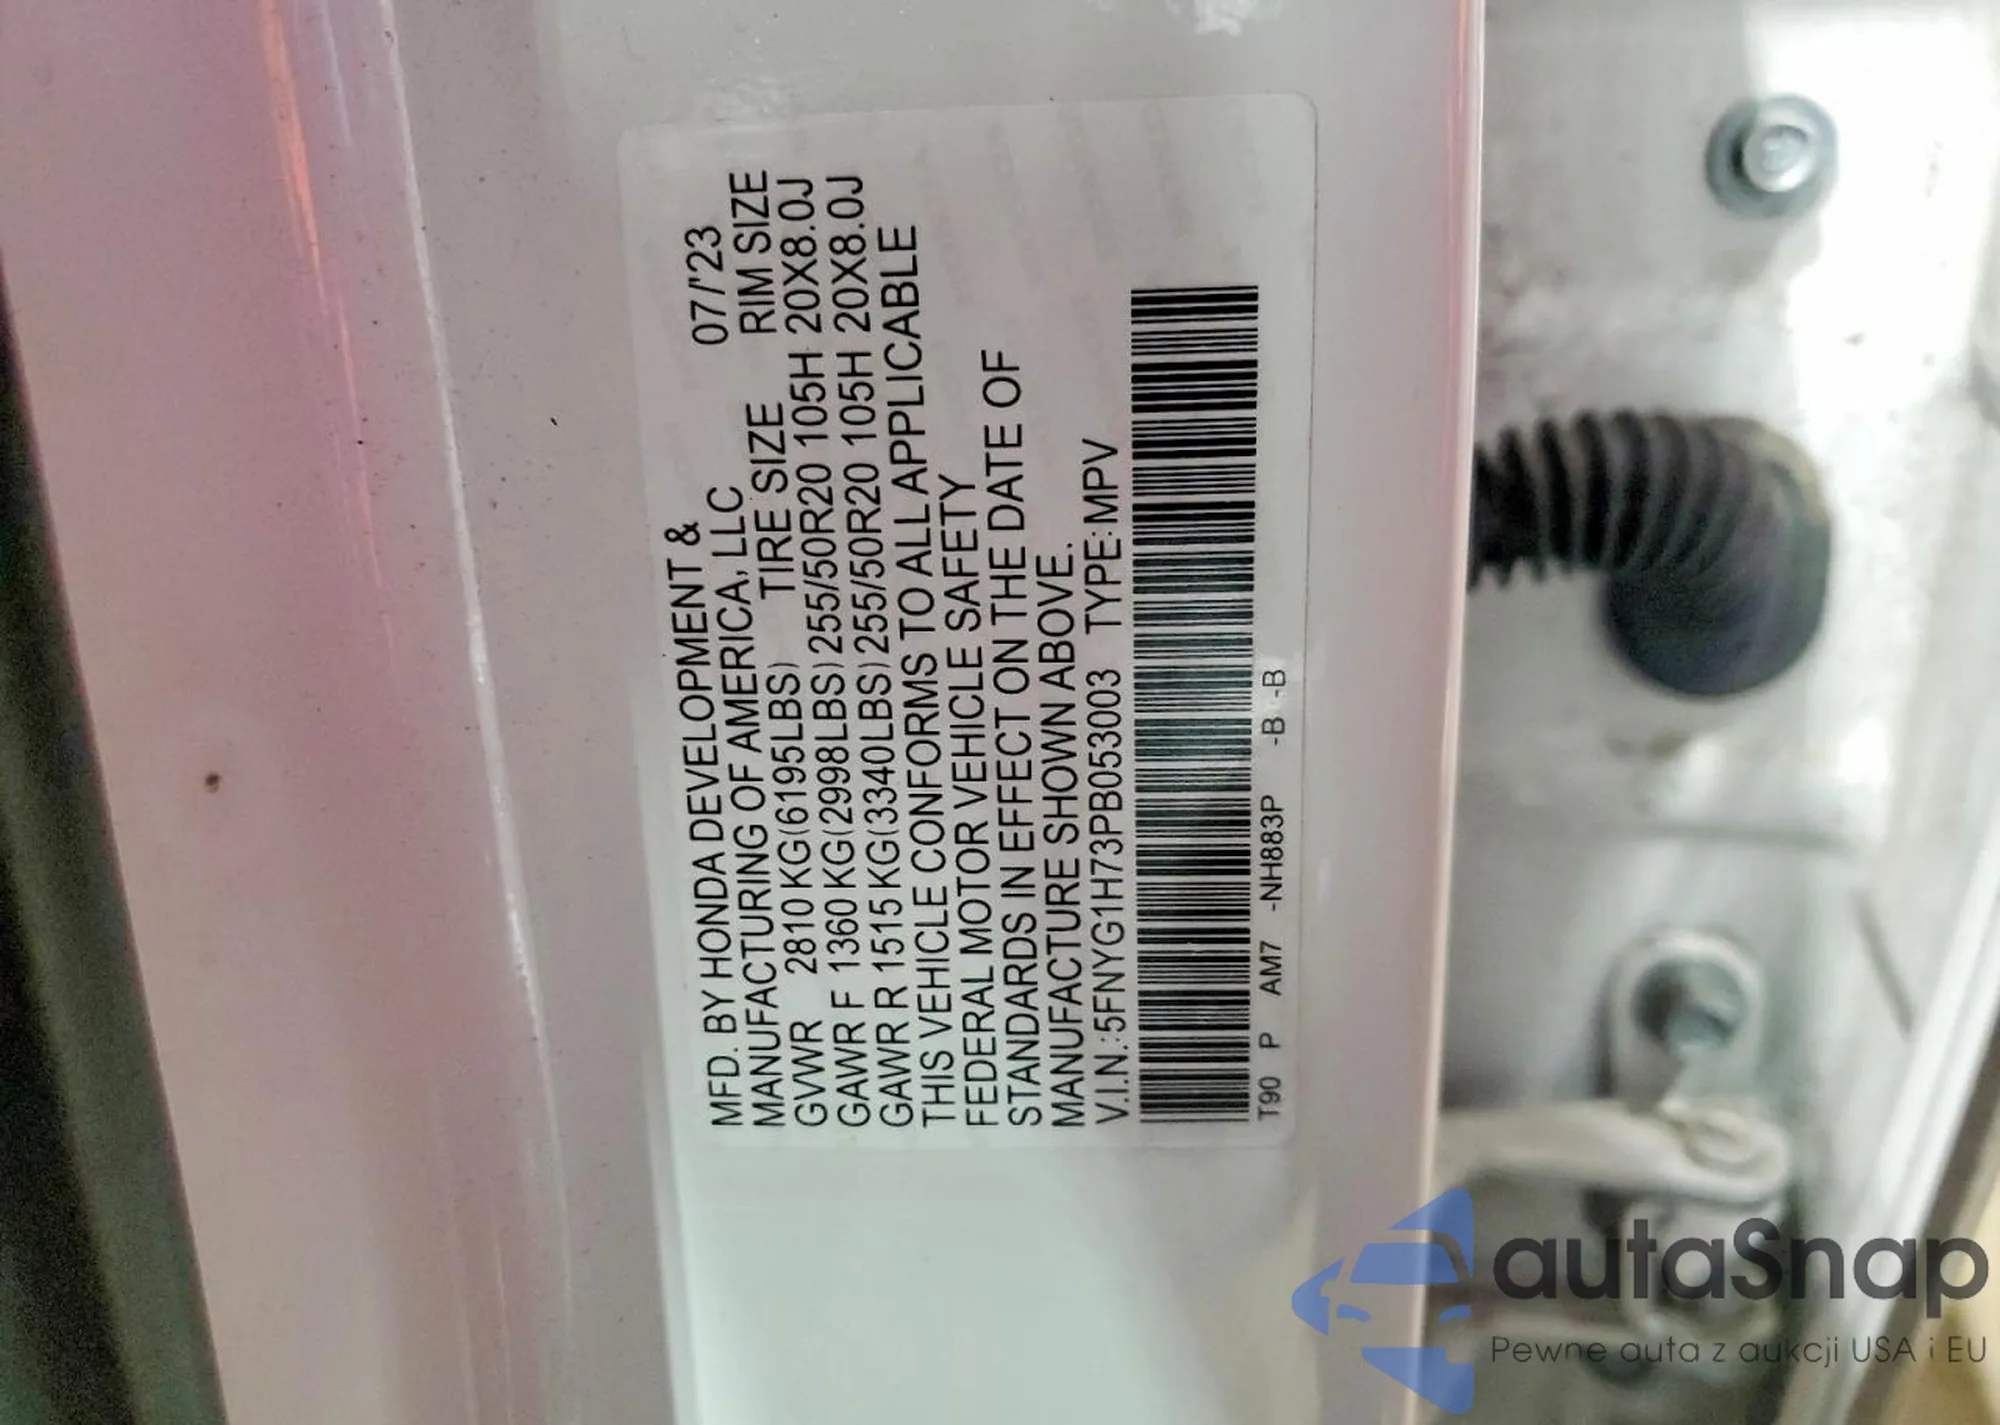 MFD. BY HONDA DEVELOPMENT & 07/'23
MANUFACTURING OF AMERICA, LLC RIM SIZE
GVWR 2810 KG(6195LBS) TIRE SIZE
GAWR F 1360 KG(2998LBS) 255/50R20 105H 20X8.0J
GAWR R 1515 KG(3340LBS) 255/50R20 105H 20X8.0J
THIS VEHICLE CONFORMS TO ALL APPLICABLE
FEDERAL MOTOR VEHICLE SAFETY
STANDARDS IN EFFECT ON THE DATE OF
MANUFACTURE SHOWN ABOVE.
V.I.N.:5FNYG1H73PB053003 TYPE:MPV
T90 P AM7 -NH883P -B -B
autaSnap
Pewne auta z aukcji USA i EU